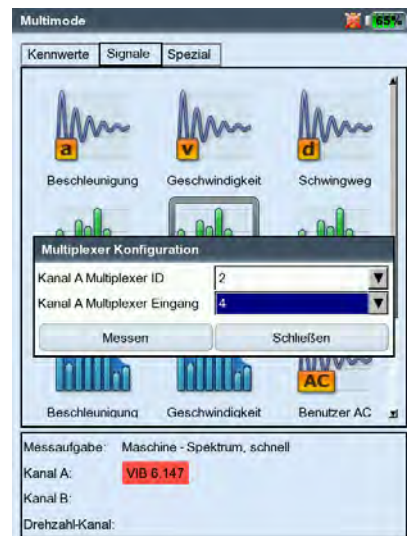 Multimode 65%
Kennwerte Signale Spezial
a v d
Beschleunigung Geschwindigkeit Schwingweg
Multiplexer Konfiguration
Kanal A Multiplexer ID 2
Kanal A Multiplexer Eingang 4
Messen Schließen
AC
Beschleunigung Geschwindigkeit Benutzer AC
Messaufgabe: Maschine - Spektrum, schnell
Kanal A: VIB 6.147
Kanal B:
Drehzahl-Kanal: